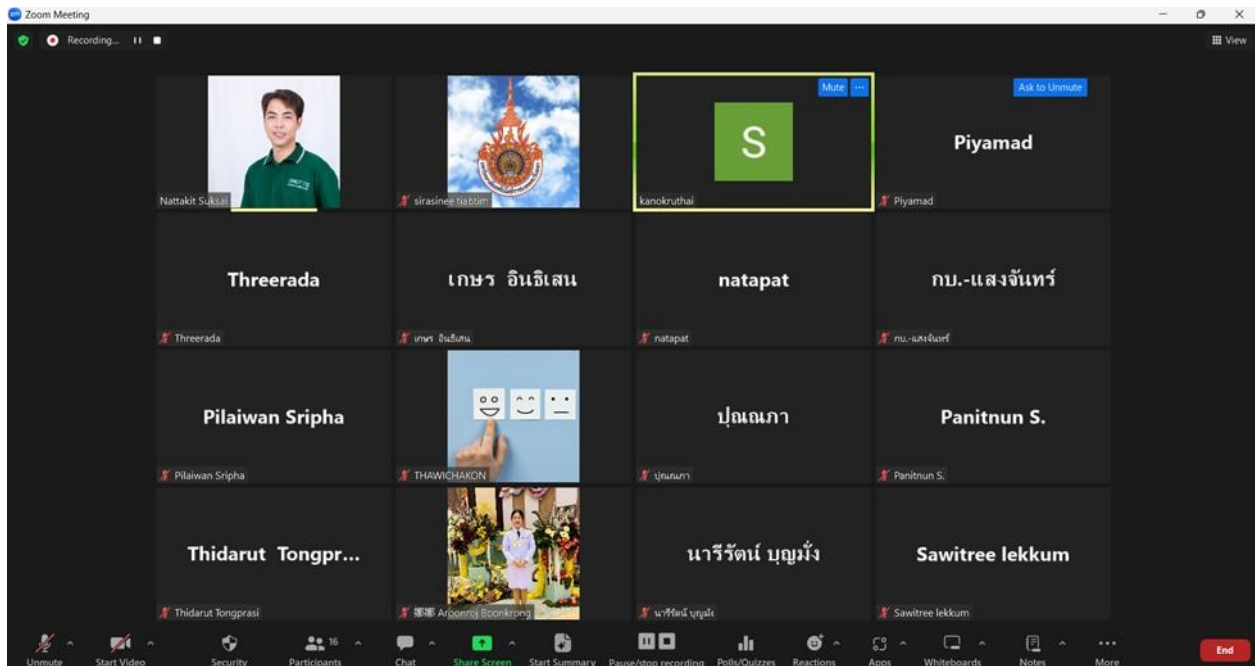 Zoom Meeting
Recording...
View
Nattakit Suksai
sirasinee tiabtim
Mute ...
S
kanokruthai
Ask to Unmute
Piyamad
Piyamad
Threerada
Threerada
เกษร อินธิเสน
เกษร อินธิเสน
natapat
natapat
กบ.-แสงจันทร์
กบ.-แสงจันทร์
Pilaiwan Sripha
Pilaiwan Sripha
THAWICHAKON
ปุณณภา
ปุณณภา
Panitnun S.
Panitnun S.
Thidarut Tongpr...
Thidarut Tongprasi
Aroonroj Boonkrong
นารีรัตน์ บุญมั่ง
นารีรัตน์ บุญมั่ง
Sawitree lekkum
Sawitree lekkum
Unmute
Start Video
Security
16
Participants
Chat
Share Screen
Start Summary
Pause/stop recording
Polls/Quizzes
Reactions
Apps
Whiteboards
Notes
More
End